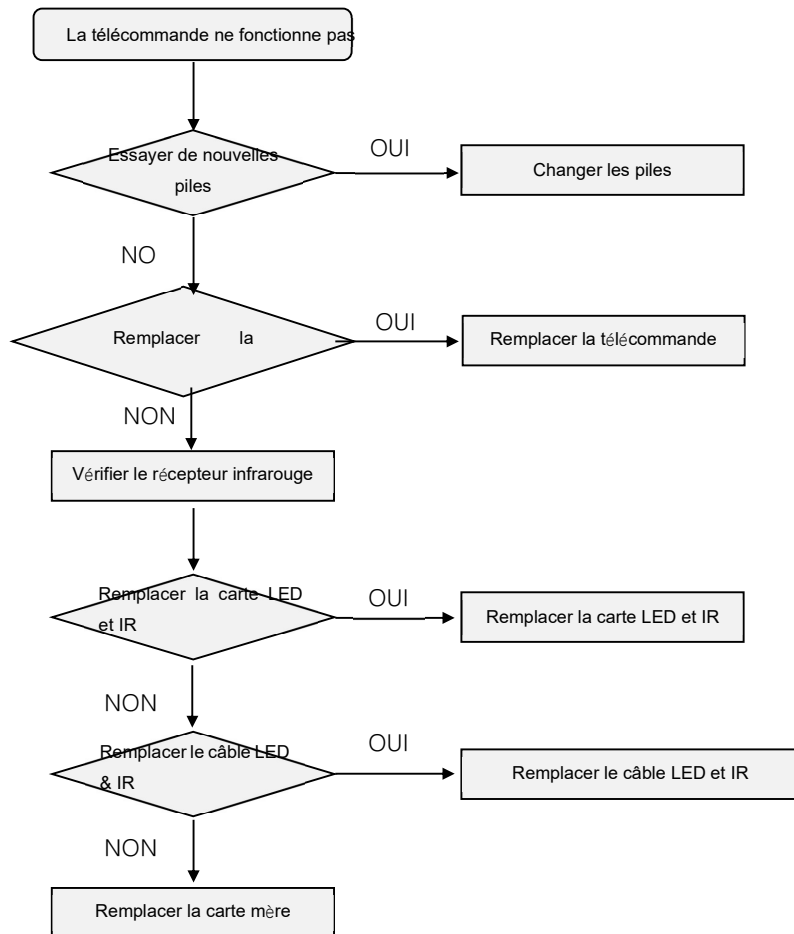 La télécommande ne fonctionne pas
Essayer de nouvelles
piles
OUI
Changer les piles
NO
Remplacer la
OUI
Remplacer la télécommande
NON
Vérifier le récepteur infrarouge
Remplacer la carte LED
et IR
OUI
Remplacer la carte LED et IR
NON
Remplacer le câble LED
& IR
OUI
Remplacer le câble LED et IR
NON
Remplacer la carte mère